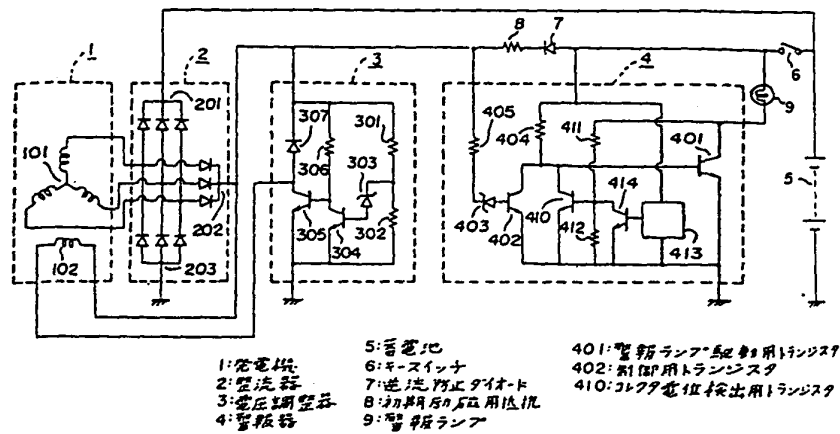 1
2
3
4
8
7
6
9
5
201
202
203
101
102
307
306
301
303
302
305
304
405
404
411
401
403
402
410
412
414
413
1:発電機
2:整流器
3:電圧調整器
4:警報器
5:蓄電池
6:キースイッチ
7:逆流防止ダイオード
8:初期励磁用抵抗
9:警報ランプ
401:警報ランプ駆動用トランジスタ
402:制御用トランジスタ
410:コレクタ電位検出用トランジスタ